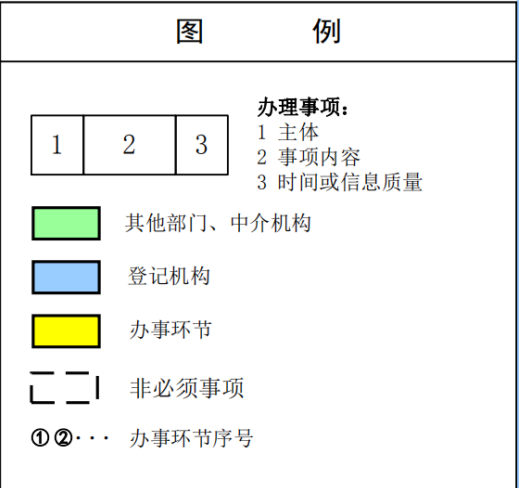 图 例
1 2 3
办理事项：
1 主体
2 事项内容
3 时间或信息质量
其他部门、中介机构
登记机构
办事环节
非必须事项
①②··· 办事环节序号